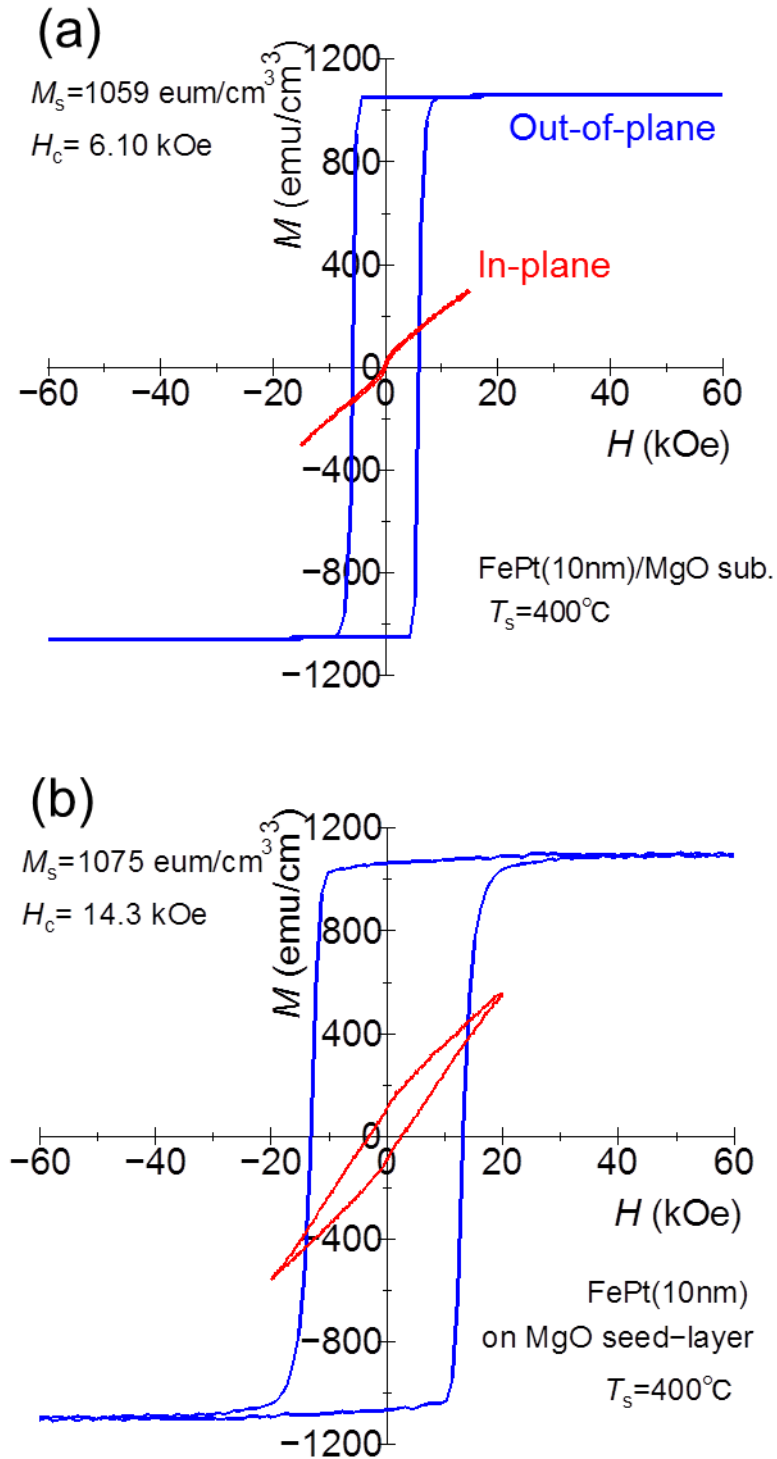 (a)
Ms=1059 eum/cm³3
Hc= 6.10 kOe
M (emu/cm³)
1200
800
400
0
−400
−800
−1200
−60 −40 −20 0 20 40 60
H (kOe)
Out-of-plane
In-plane
FePt(10nm)/MgO sub.
Ts=400°C
(b)
Ms=1075 eum/cm³3
Hc= 14.3 kOe
M (emu/cm³)
1200
800
400
0
−400
−800
−1200
−60 −40 −20 0 20 40 60
H (kOe)
FePt(10nm)
on MgO seed−layer
Ts=400°C